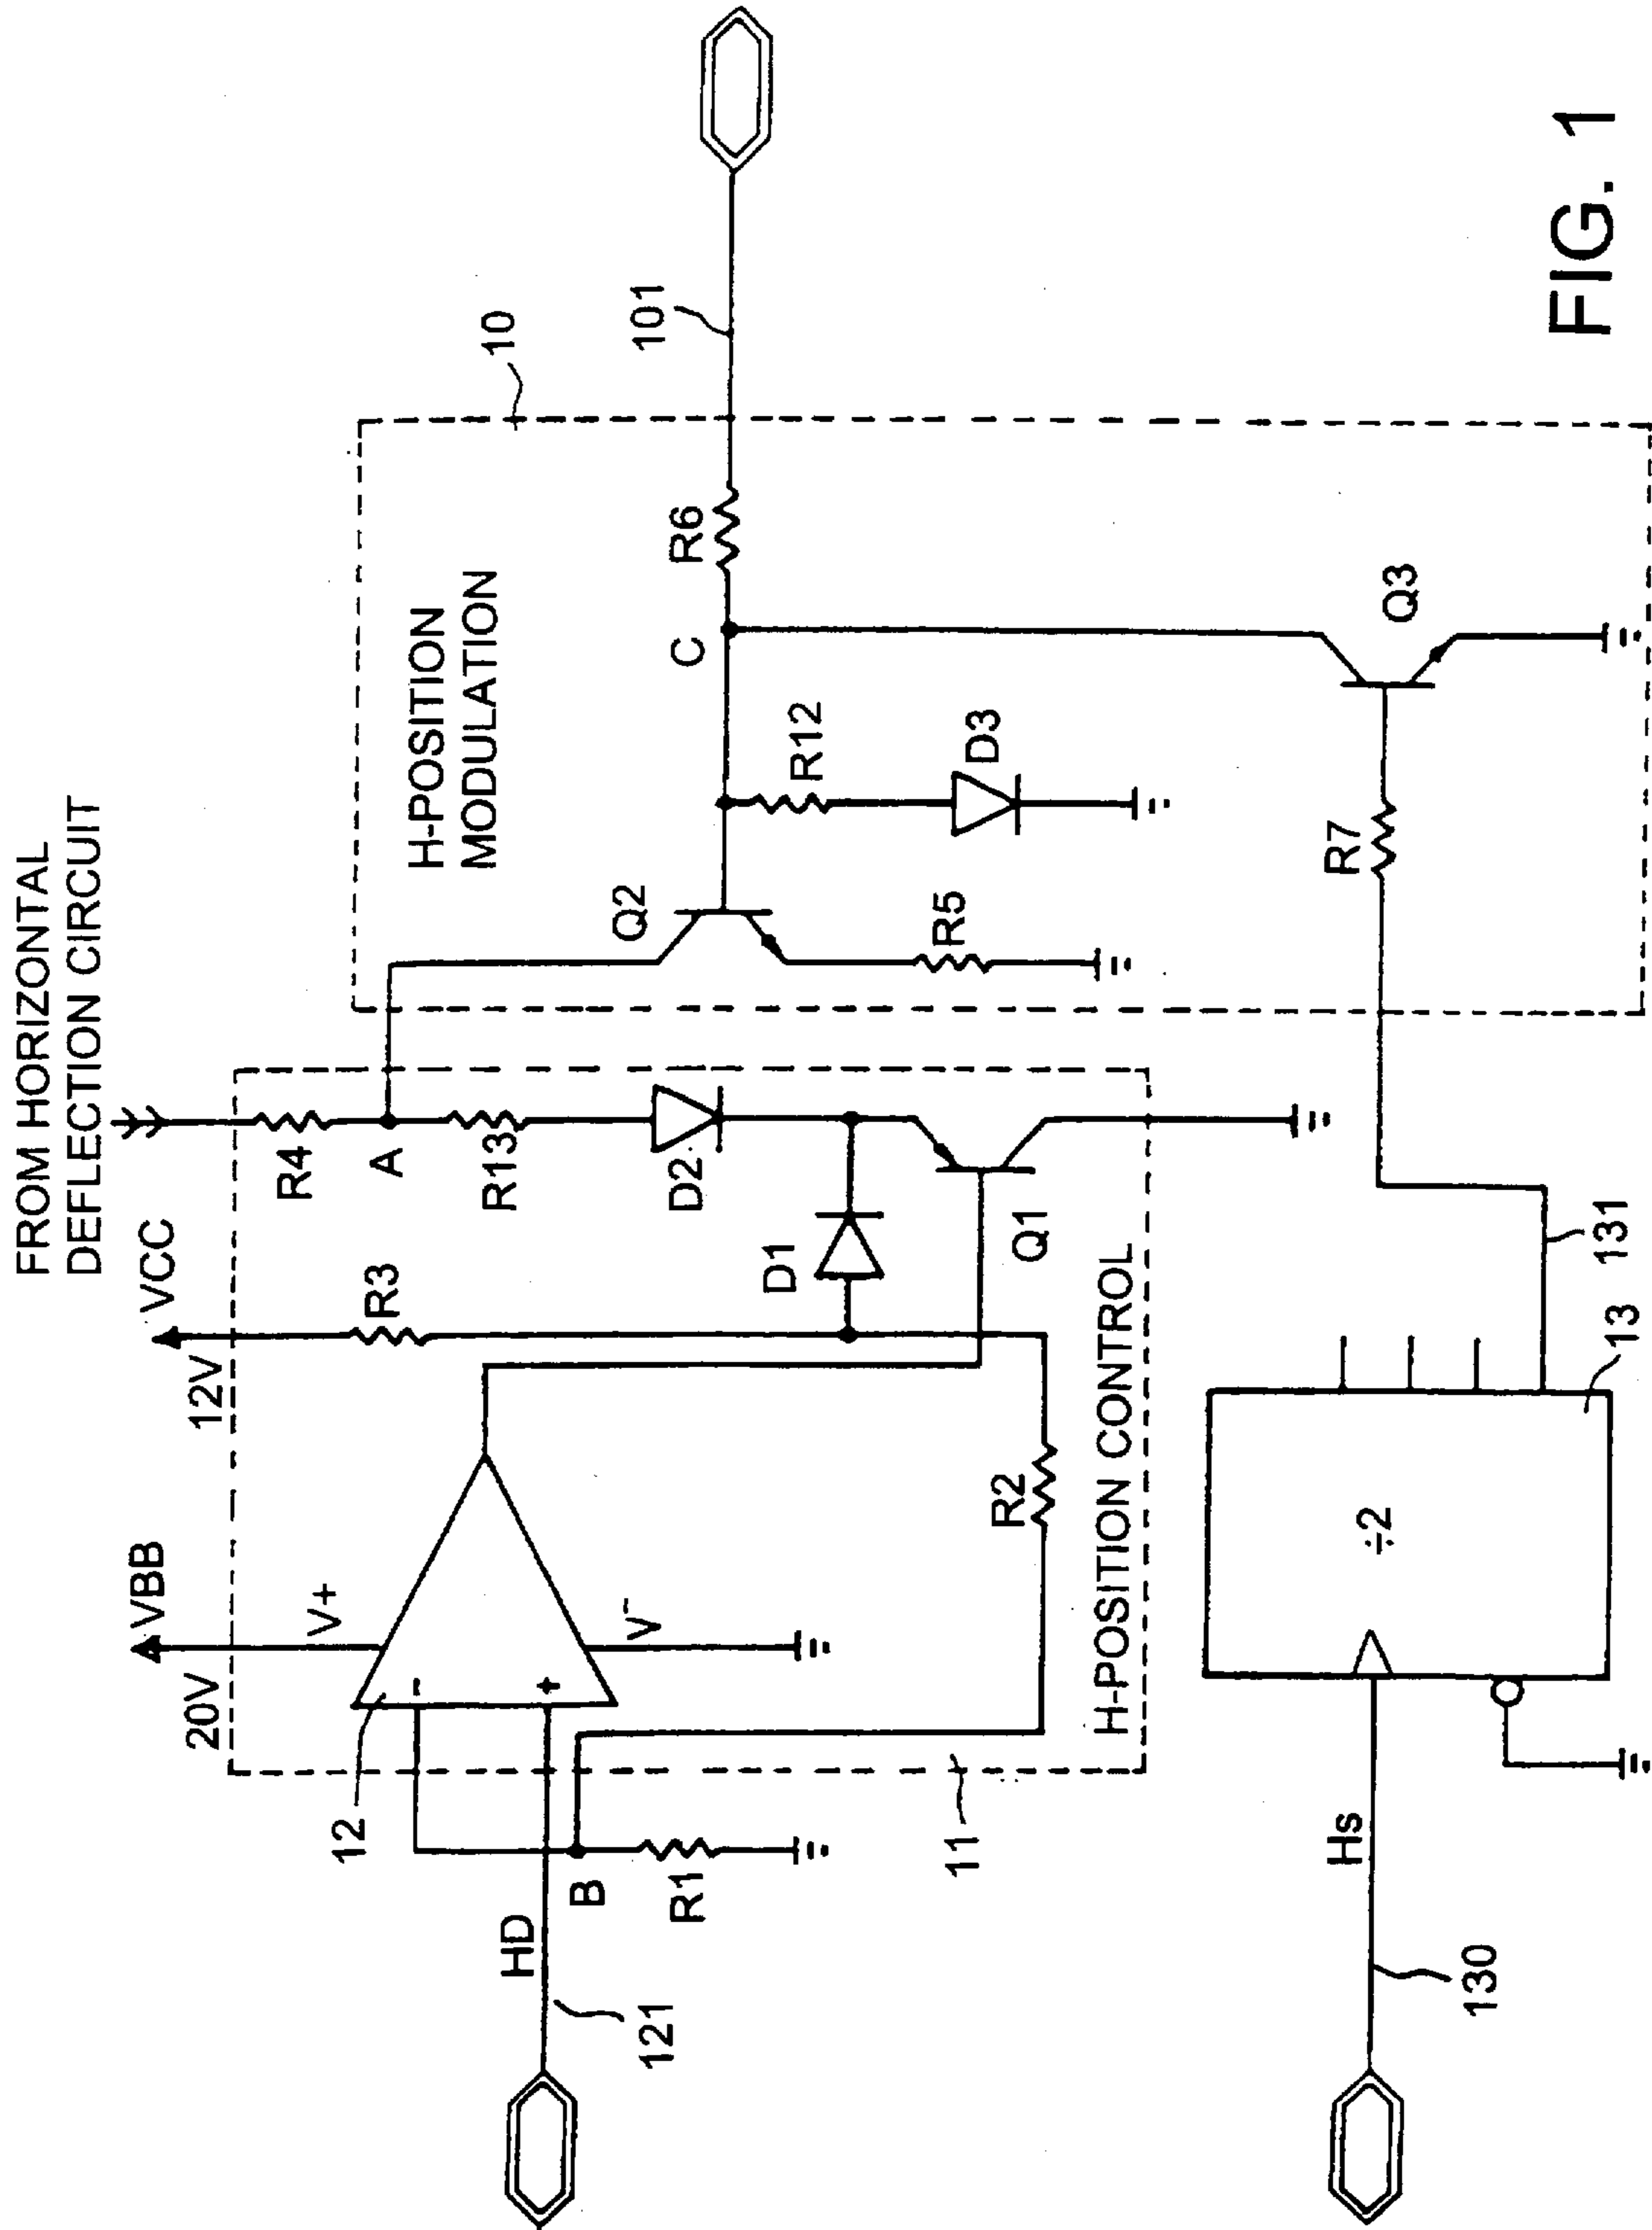 FROM HORIZONTAL
DEFLECTION CIRCUIT
VBB
VCC
20V
12V
V+
V-
12
-
+
HD
121
B
R1
R2
R3
R4
A
R13
D2
D1
Q1
11
H-POSITION CONTROL
10
H-POSITION
MODULATION
Q2
R5
R12
D3
C
R6
101
Q3
R7
Hs
130
÷2
13
131
FIG. 1